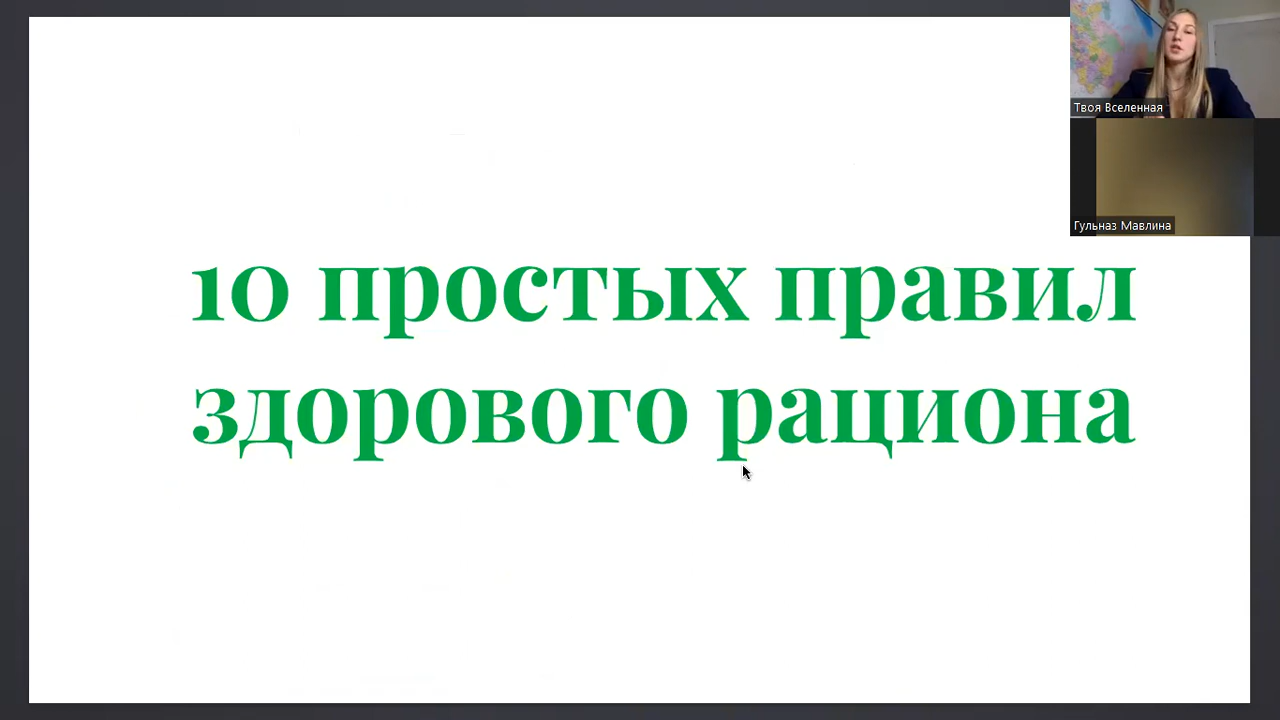 10 простых правил
здорового рациона
Твоя Вселенная
Гульназ Мавлина